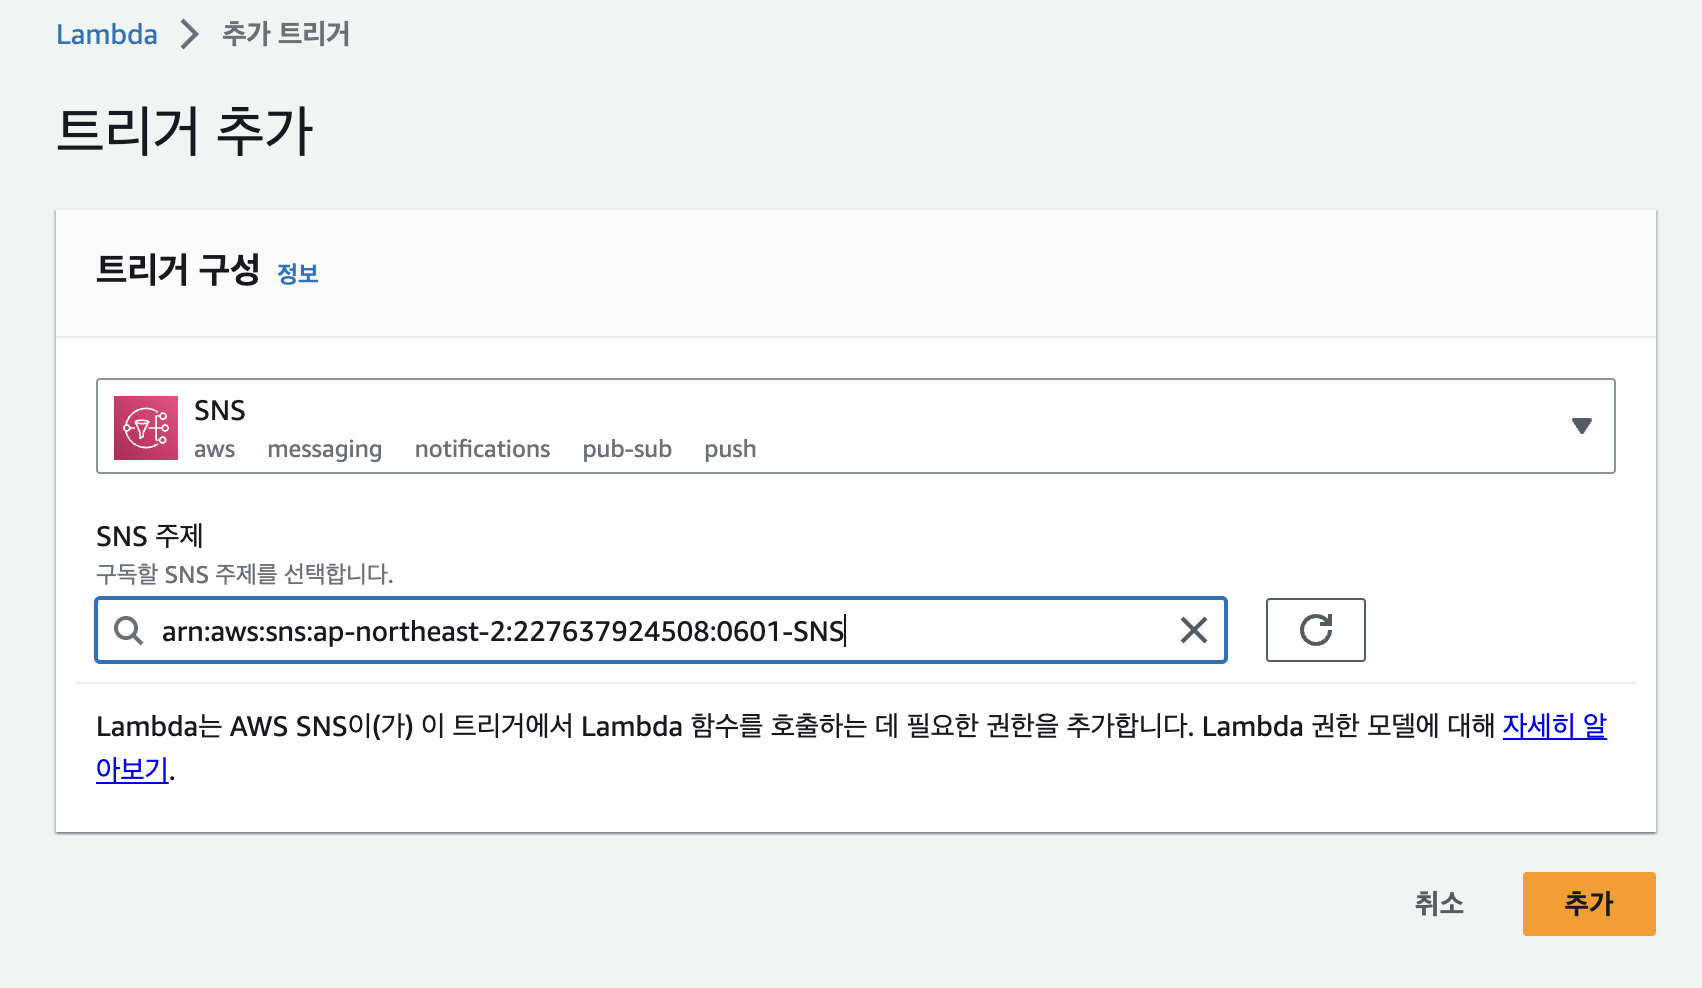 Lambda > 추가 트리거
트리거 추가
트리거 구성 정보
SNS
aws messaging notifications pub-sub push
SNS 주제
구독할 SNS 주제를 선택합니다.
arn:aws:sns:ap-northeast-2:227637924508:0601-SNS
Lambda는 AWS SNS이(가) 이 트리거에서 Lambda 함수를 호출하는 데 필요한 권한을 추가합니다. Lambda 권한 모델에 대해 자세히 알
아보기.
취소 추가